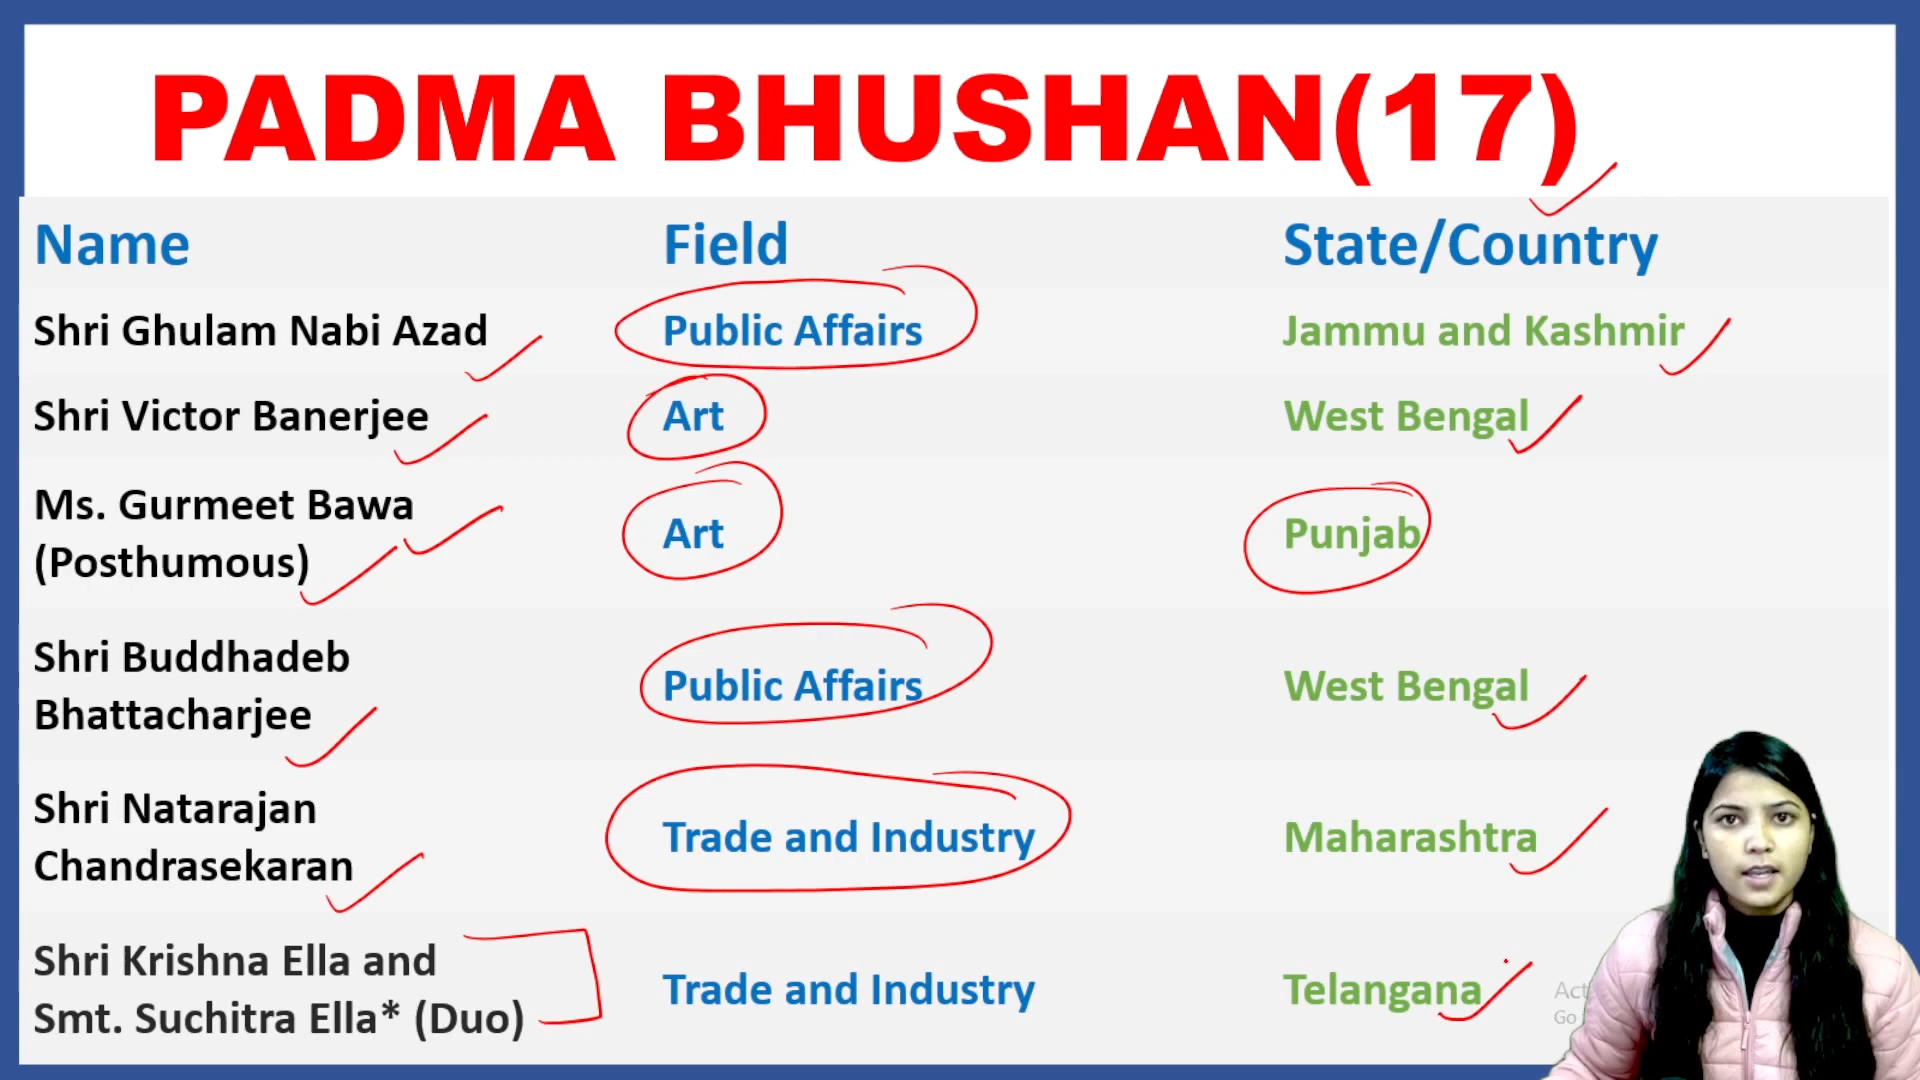 PADMA BHUSHAN(17)
Name Field State/Country
Shri Ghulam Nabi Azad Public Affairs Jammu and Kashmir
Shri Victor Banerjee Art West Bengal
Ms. Gurmeet Bawa
(Posthumous) Art Punjab
Shri Buddhadeb
Bhattacharjee Public Affairs West Bengal
Shri Natarajan
Chandrasekaran Trade and Industry Maharashtra
Shri Krishna Ella and
Smt. Suchitra Ella* (Duo) Trade and Industry Telangana
Go